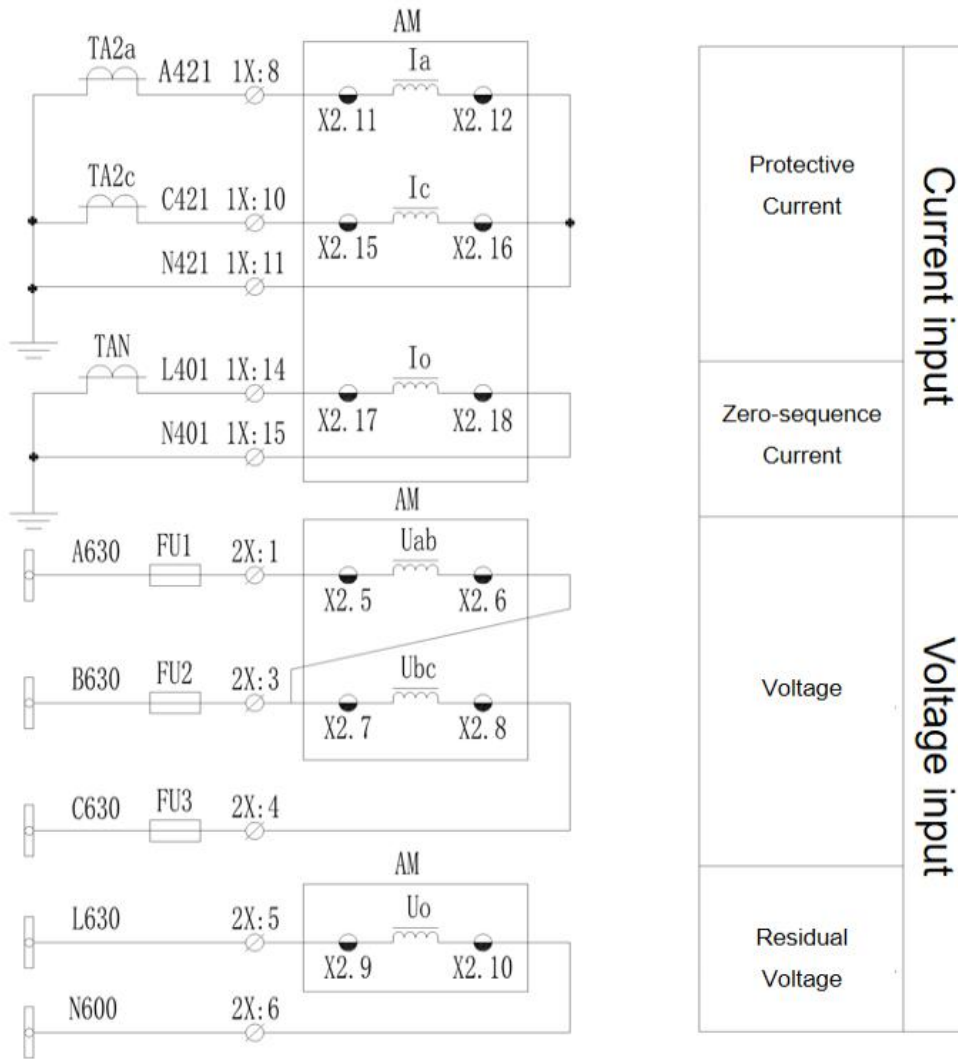 AM
TA2a A421 1X:8 Ia
X2.11 X2.12
TA2c C421 1X:10 Ic
X2.15 X2.16
N421 1X:11
TAN L401 1X:14 Io
X2.17 X2.18
N401 1X:15
AM
A630 FU1 2X:1 Uab
X2.5 X2.6
B630 FU2 2X:3 Ubc
X2.7 X2.8
C630 FU3 2X:4
AM
L630 2X:5 Uo
X2.9 X2.10
N600 2X:6
Protective
Current
Zero-sequence
Current
Current input
Voltage
Residual
Voltage
Voltage input